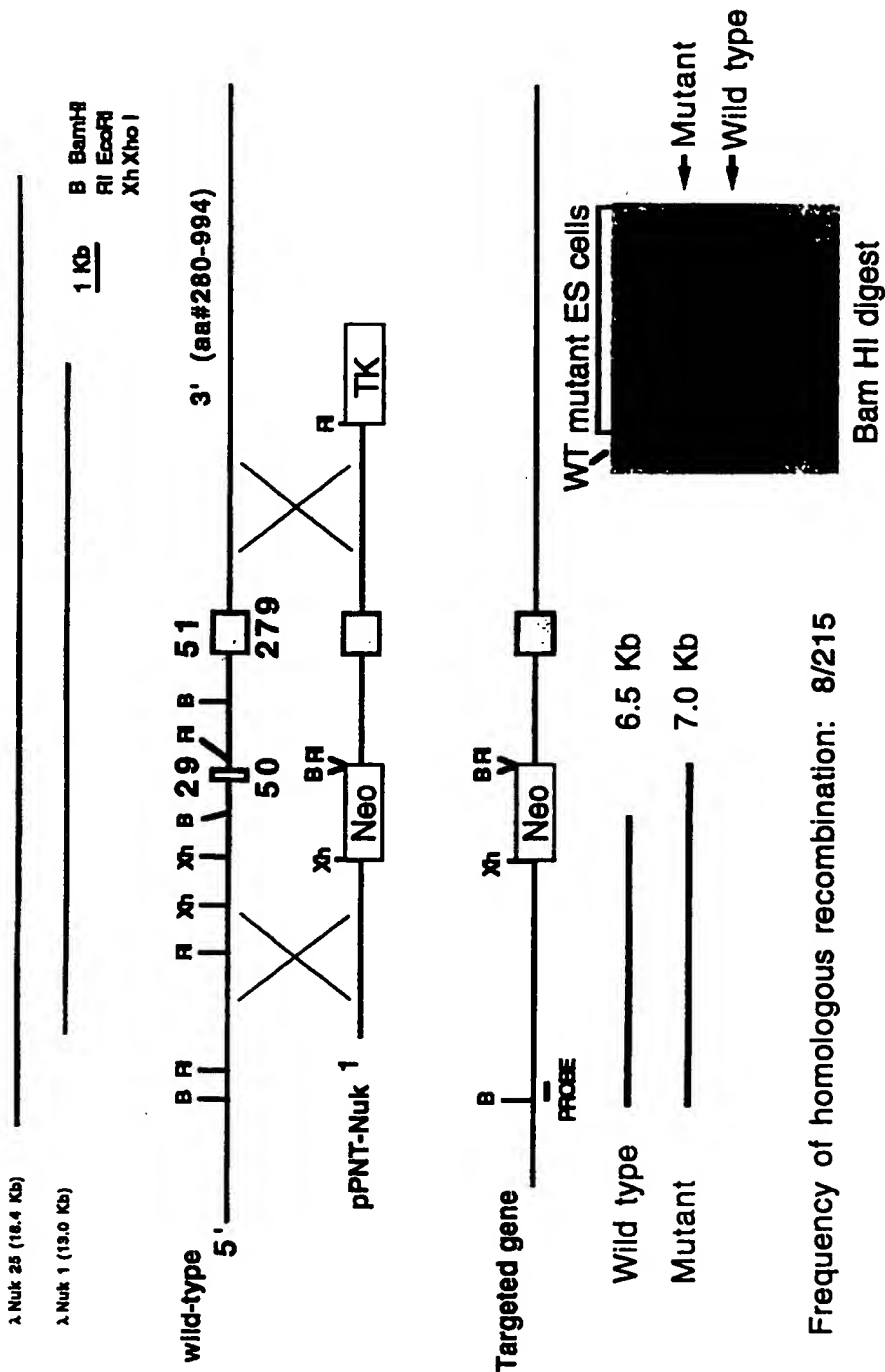 λ Nuk 25 (18.4 Kb)
λ Nuk 1 (13.0 Kb)
1 Kb
B BamHI
RI EcoRI
Xh Xho I
wild-type
5'
B RI RI Xh Xh B 29 RI B 51
50 279
3' (aa#280-994)
pPNT-Nuk 1
Xh Neo B RI
RI TK
Targeted gene
B
PROBE
Xh Neo B RI
Wild type 6.5 Kb
Mutant 7.0 Kb
WT mutant ES cells
Mutant
Wild type
Bam HI digest
Frequency of homologous recombination: 8/215